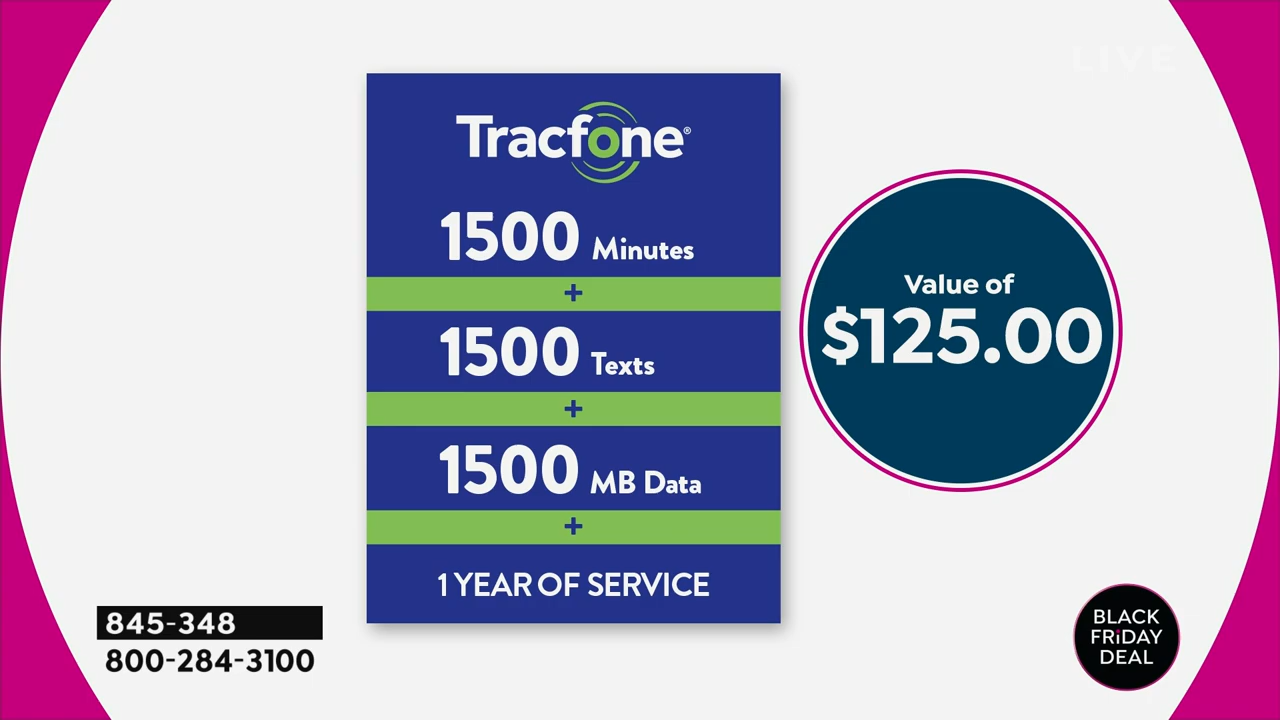 LIVE
Tracfone®
1500 Minutes
+
1500 Texts
+
1500 MB Data
+
1 YEAR OF SERVICE
Value of
$125.00
845-348
800-284-3100
BLACK
FRiDAY
DEAL